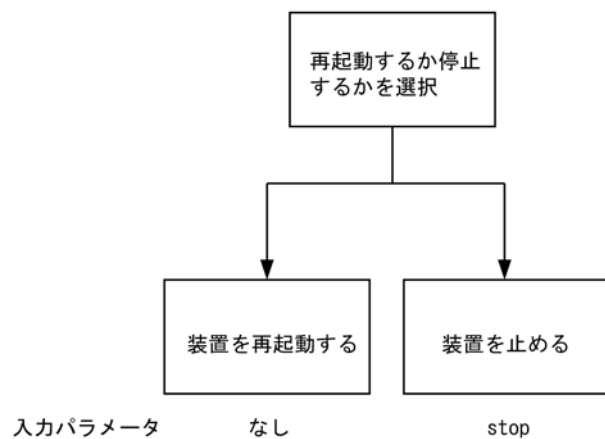 再起動するか停止
するかを選択
装置を再起動する
装置を止める
入力パラメータ
なし
stop